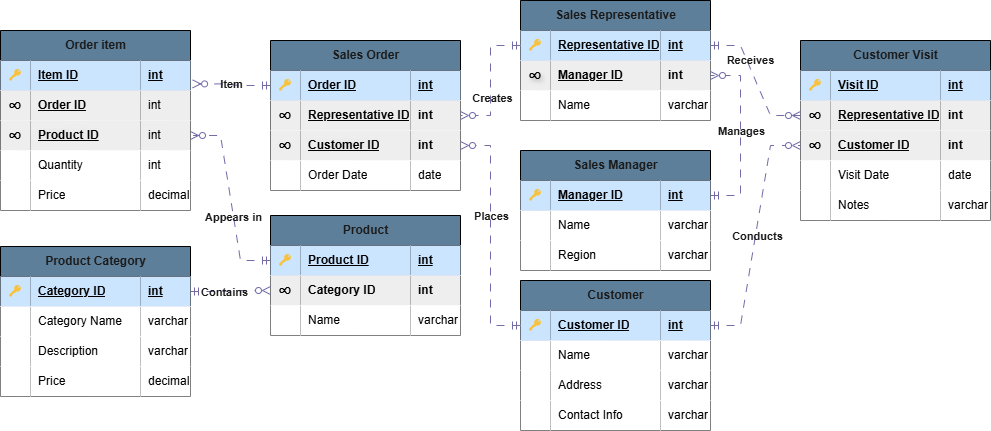 Order item
Item ID int
Order ID int
Product ID int
Quantity int
Price decimal
Item
Sales Order
Order ID int
Representative ID int
Customer ID int
Order Date date
Creates
Sales Representative
Representative ID int
Manager ID int
Name varchar
Receives
Manages
Customer Visit
Visit ID int
Representative ID int
Customer ID int
Visit Date date
Notes varchar
Sales Manager
Manager ID int
Name varchar
Region varchar
Appears in
Places
Conducts
Product Category
Category ID int
Category Name varchar
Description varchar
Price decimal
Contains
Product
Product ID int
Category ID int
Name varchar
Customer
Customer ID int
Name varchar
Address varchar
Contact Info varchar